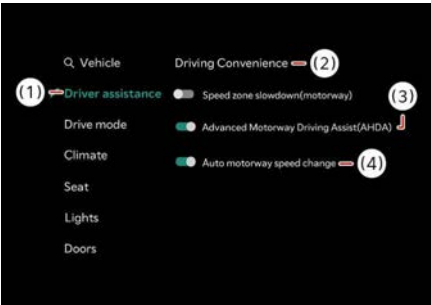 Vehicle
Driving Convenience
(2)
(1)
Driver assistance
Speed zone slowdown(motorway)
(3)
Drive mode
Advanced Motorway Driving Assist(AHDA)
Climate
Auto motorway speed change
(4)
Seat
Lights
Doors